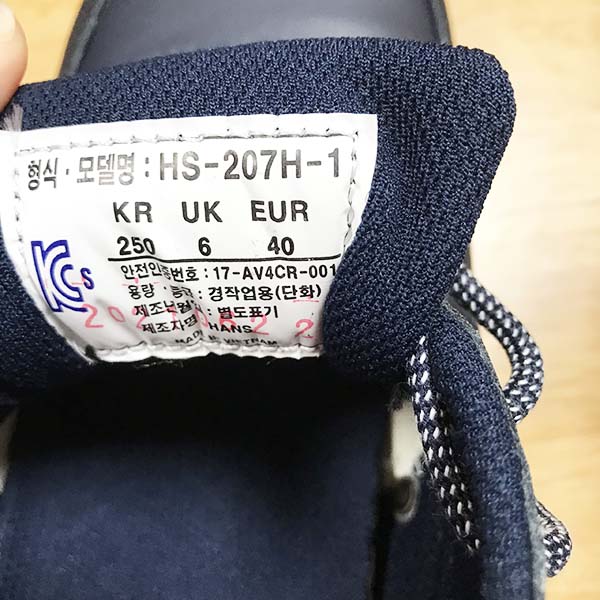 형식·모델명 : HS-207H-1
KR UK EUR
250 6 40
KCs
안전인증번호 : 17-AV4CR-001
용량·등급 : 경작업용(단화)
제조년월 : 별도표기
제조자명 : HANS
MADE IN VIETNAM